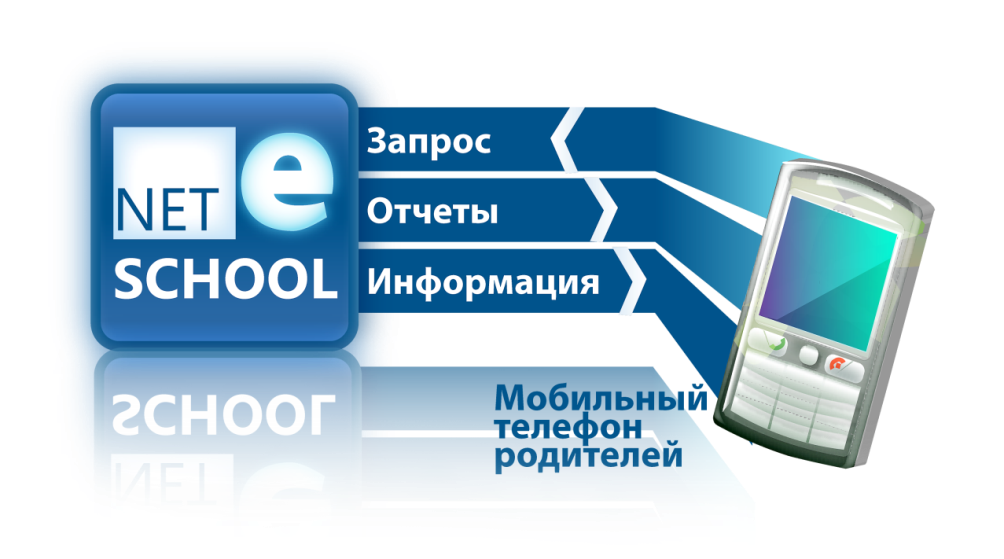 NET e
SCHOOL
Запрос
Отчеты
Информация
Мобильный
телефон
родителей